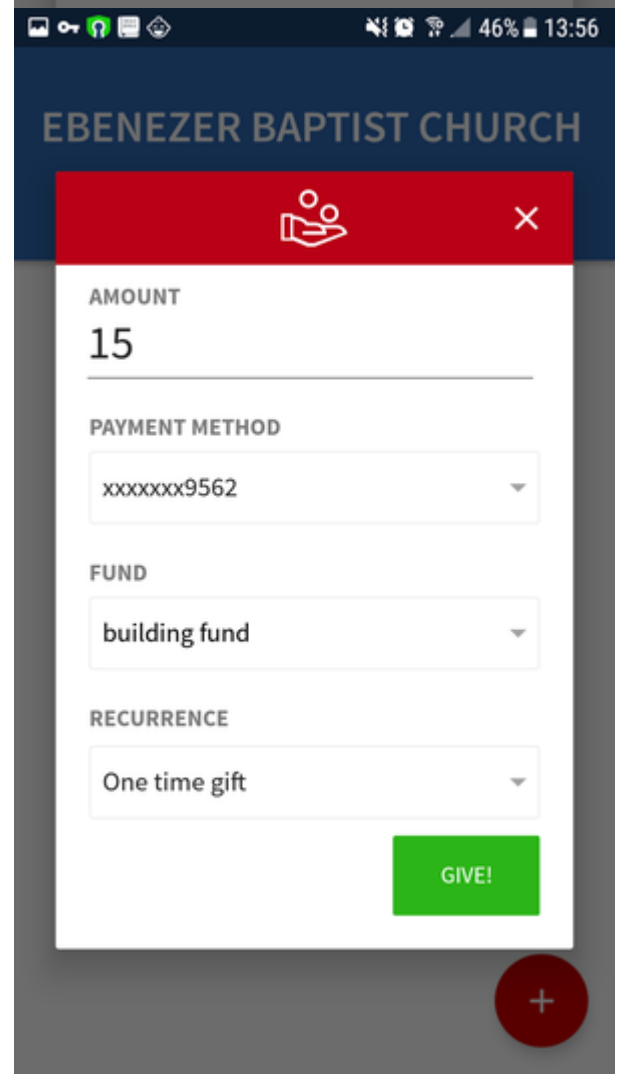 46% 13:56
EBENEZER BAPTIST CHURCH
AMOUNT
15
PAYMENT METHOD
xxxxxxx9562
FUND
building fund
RECURRENCE
One time gift
GIVE!